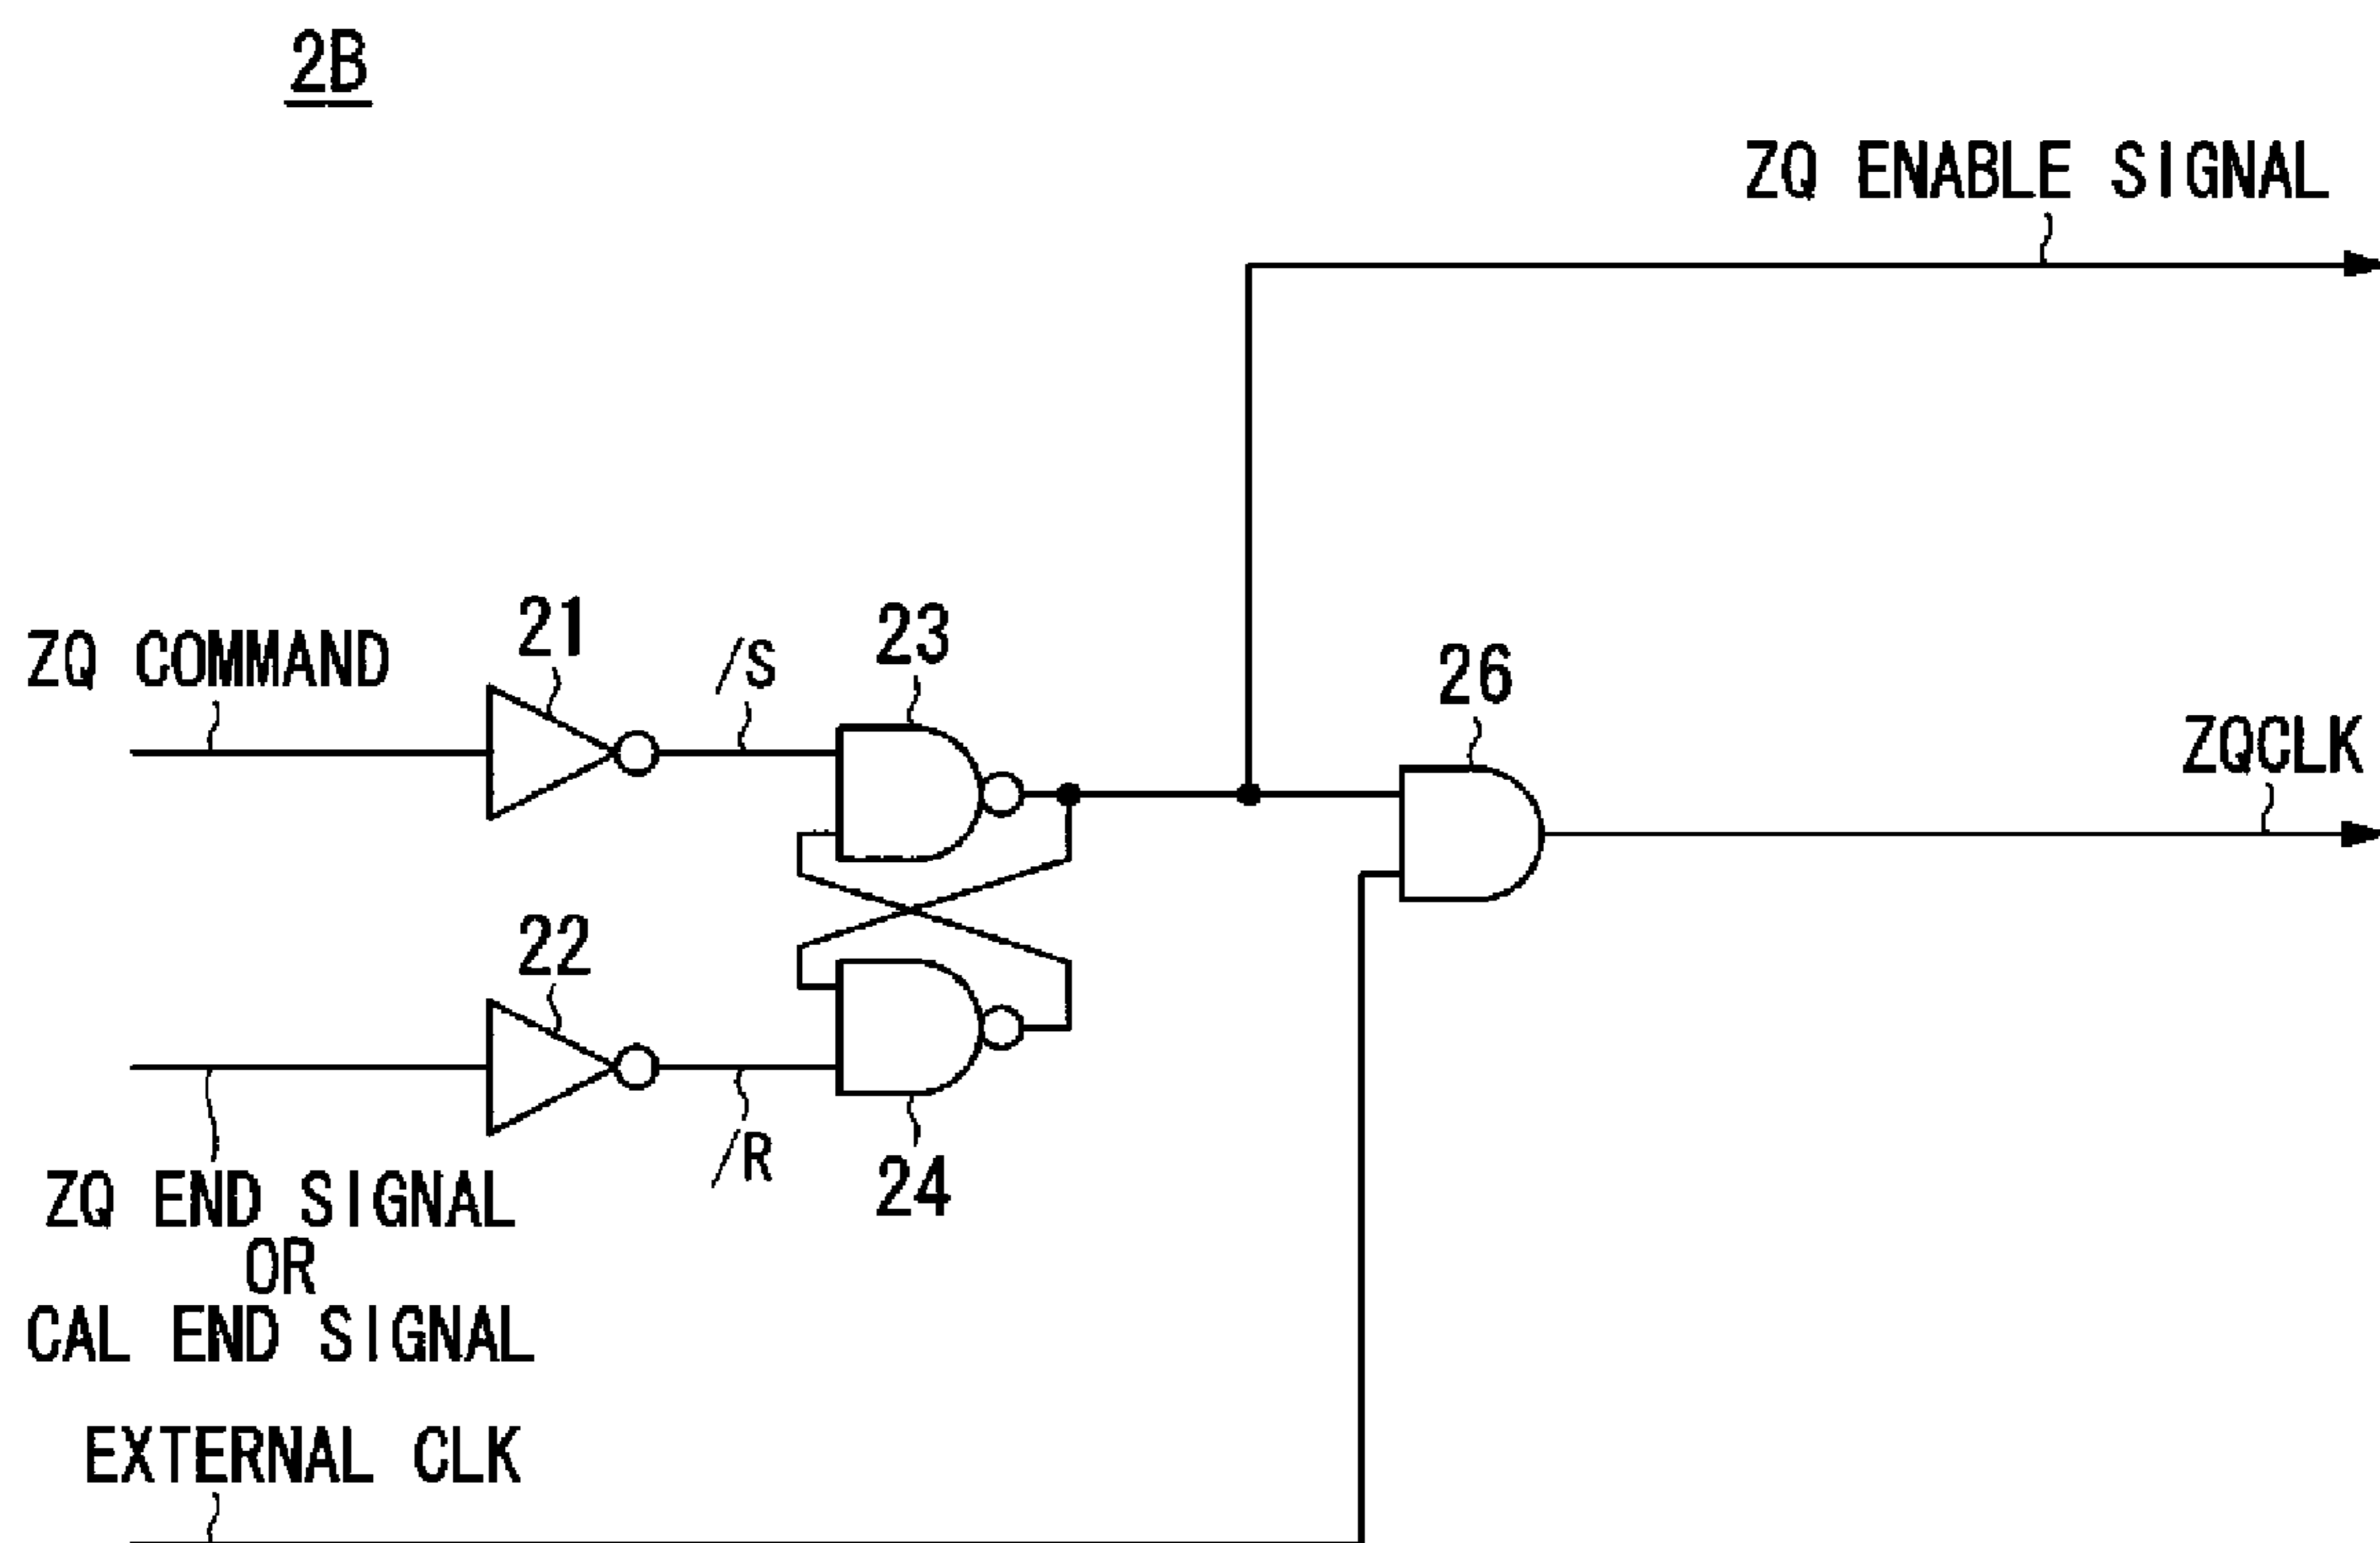 2B
ZQ ENABLE SIGNAL
ZQ COMMAND
21
/S
23
26
ZQCLK
22
/R
24
ZQ END SIGNAL
OR
CAL END SIGNAL
EXTERNAL CLK